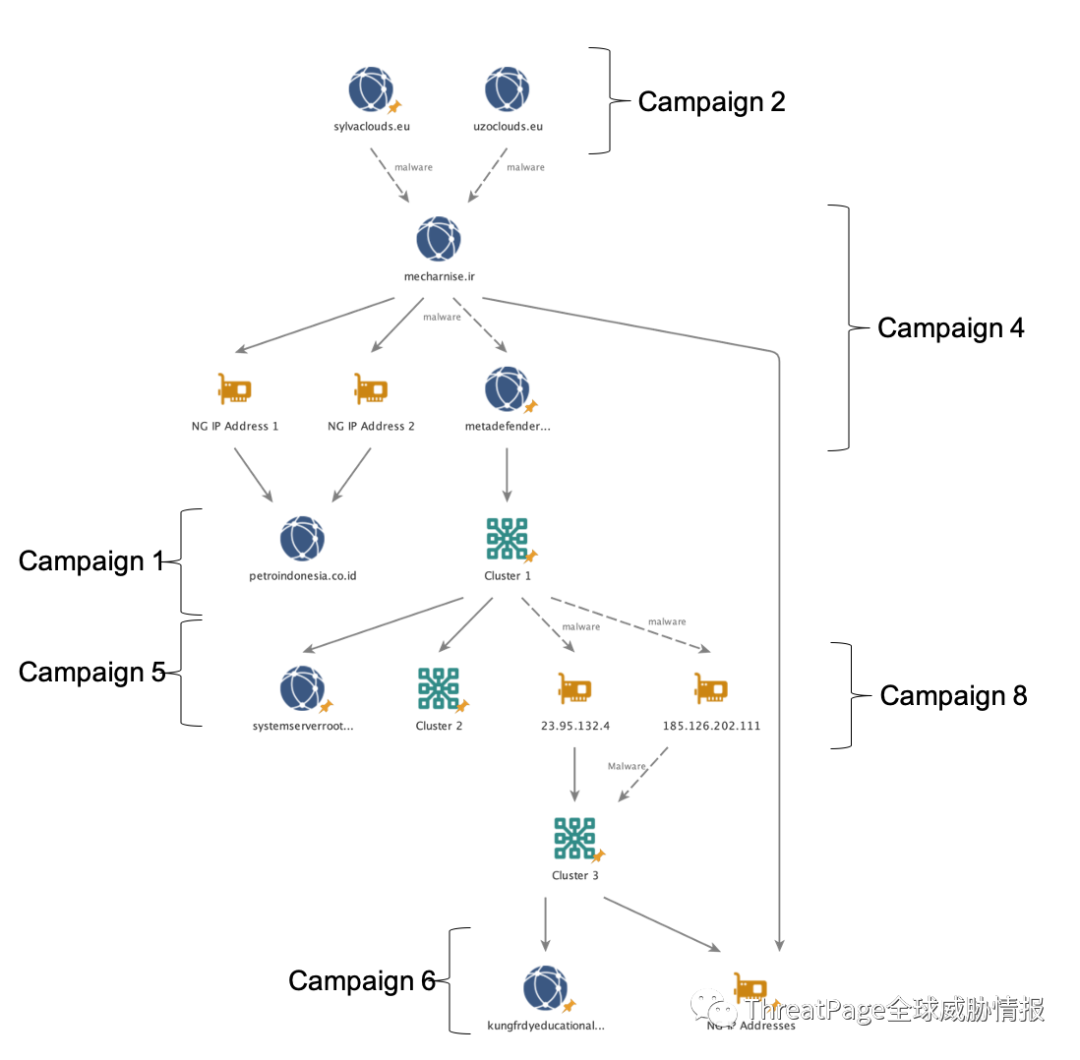 Campaign 2
sylvaclouds.eu
uzoclouds.eu
malware
malware
mecharnise.ir
Campaign 4
malware
NG IP Address 1
NG IP Address 2
metadefender...
Campaign 1
petroindonesia.co.id
Cluster 1
malware
malware
Campaign 5
Campaign 8
systemserverroot...
Cluster 2
23.95.132.4
185.126.202.111
Malware
Cluster 3
Campaign 6
kungfrdyeducational...
NG IP Addresses
ThreatPage全球威胁情报